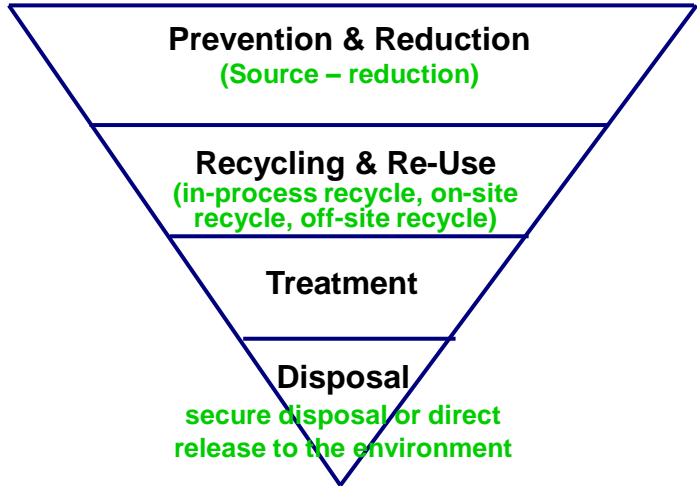 Prevention & Reduction
(Source – reduction)
Recycling & Re-Use
(in-process recycle, on-site
recycle, off-site recycle)
Treatment
Disposal
secure disposal or direct
release to the environment